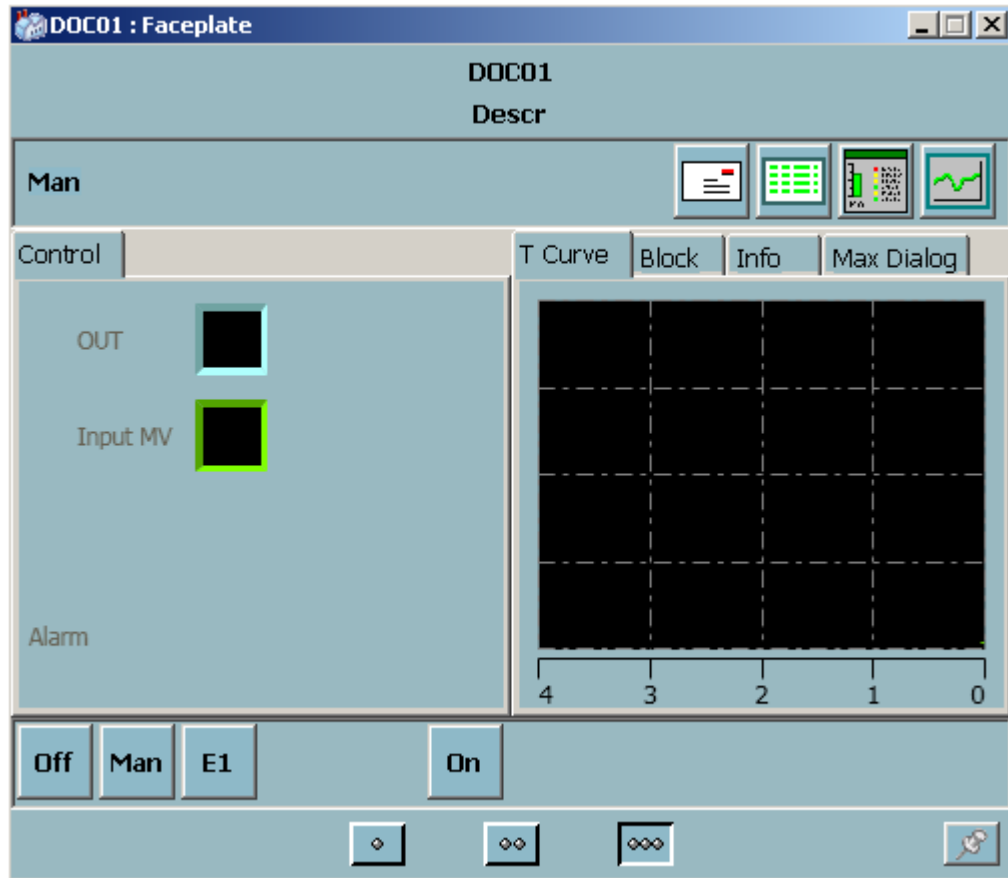 DOC01 : Faceplate
DOC01
Descr
Man
Control
T Curve Block Info Max Dialog
OUT
Input MV
Alarm
4 3 2 1 0
Off Man E1 On